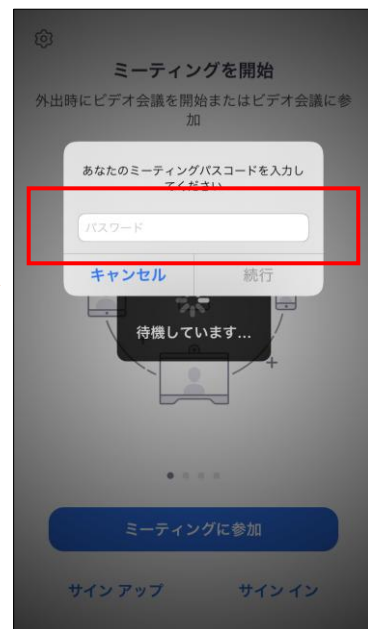 ミーティングを開始
外出時にビデオ会議を開始またはビデオ会議に参
加
あなたのミーティングパスコードを入力し
てください
パスワード
キャンセル
続行
待機しています...
ミーティングに参加
サイン アップ
サイン イン